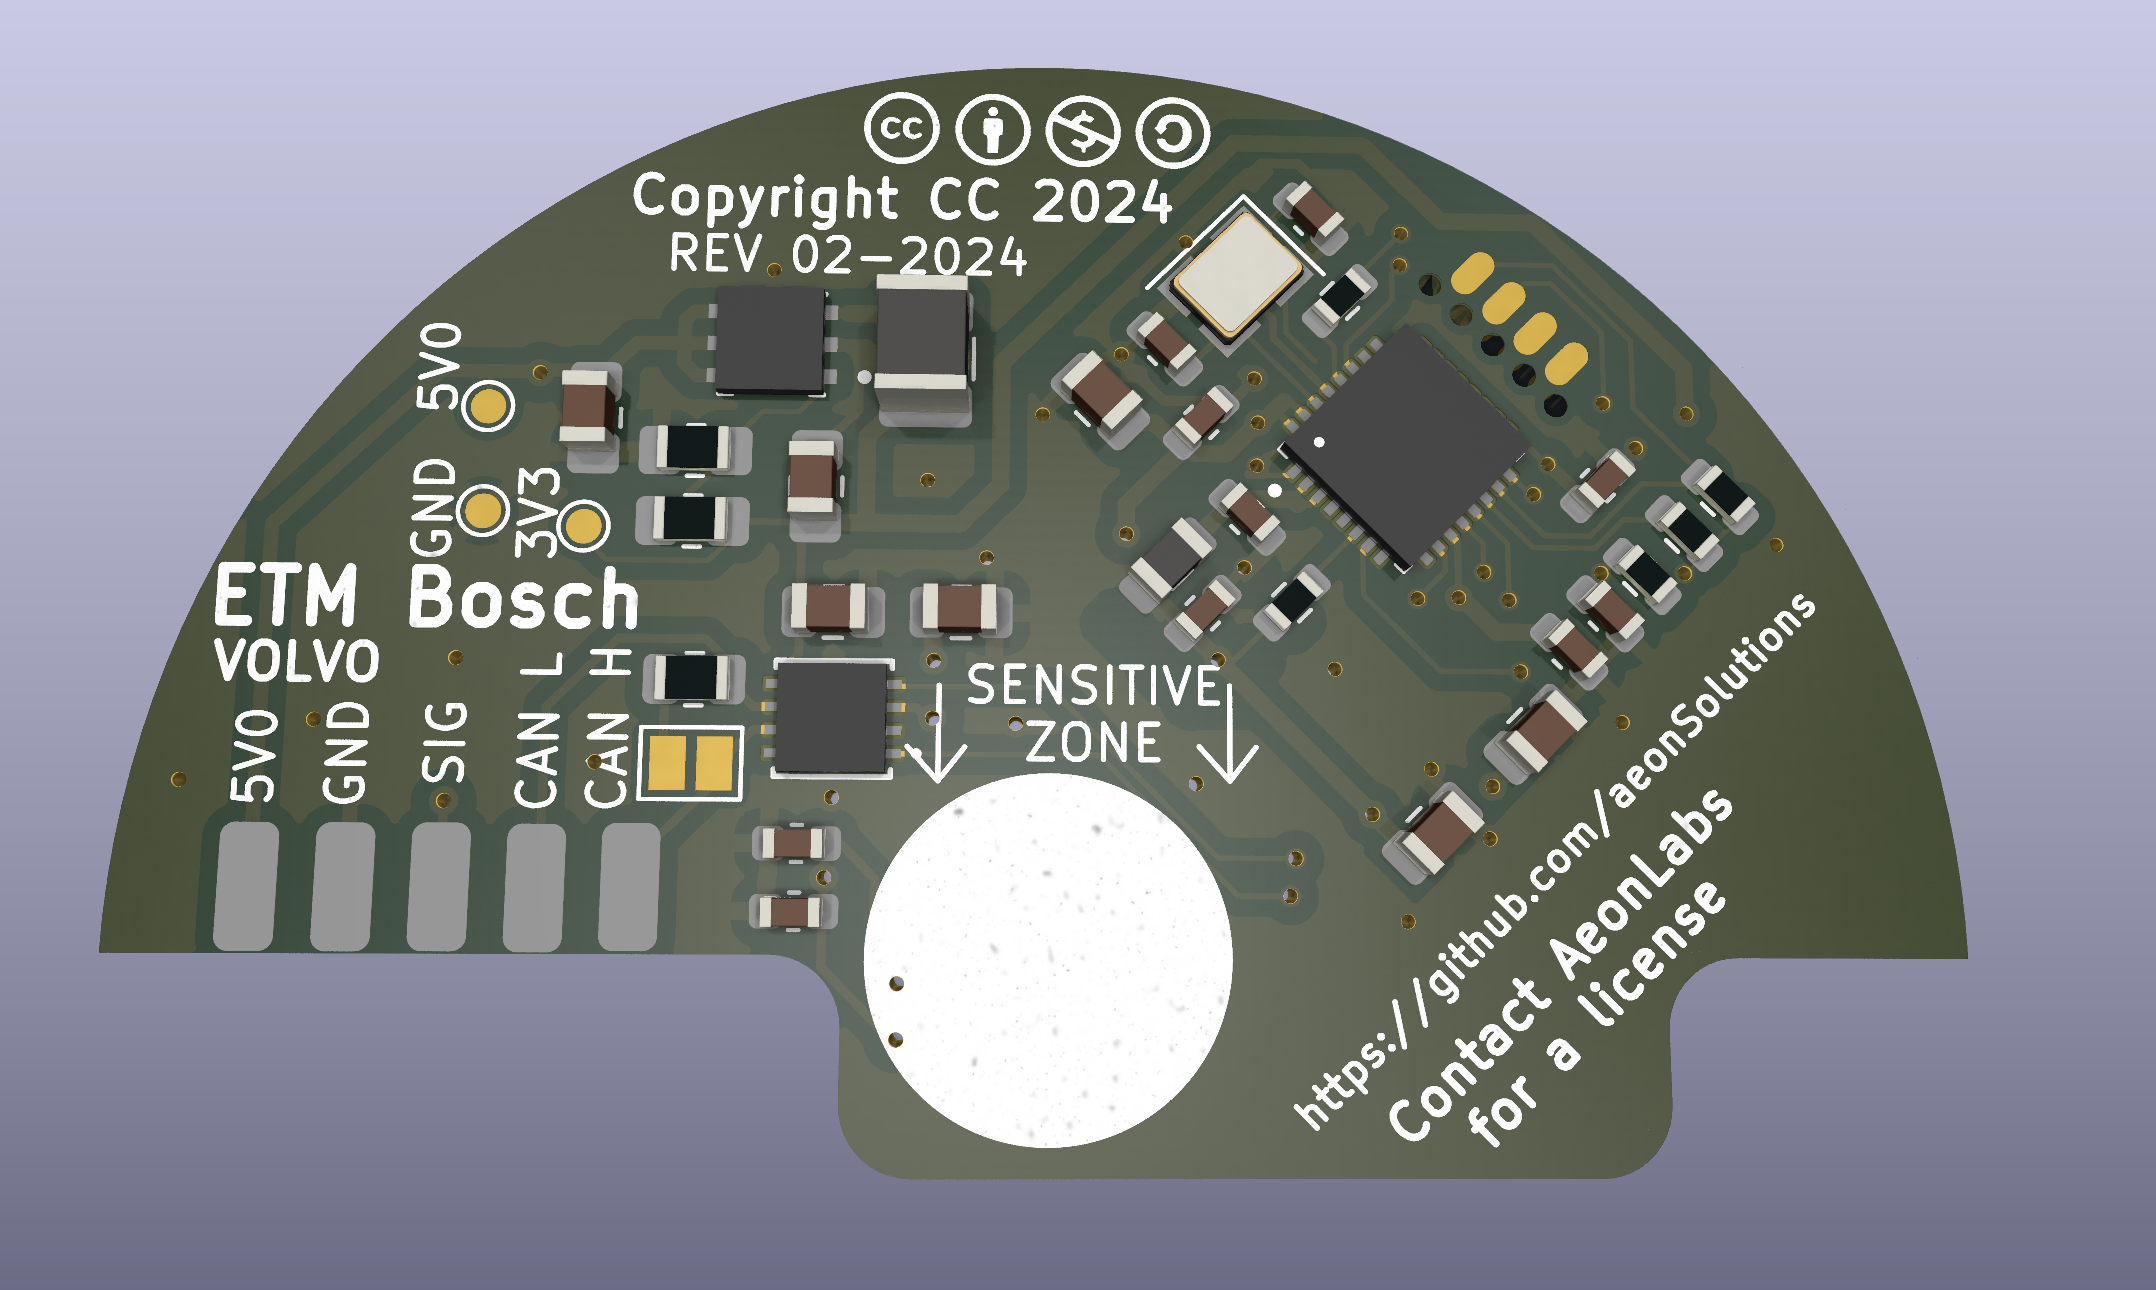 cc
Copyright CC 2024
REV 02-2024
5V0
GND
3V3
ETM Bosch
VOLVO
5V0
GND
SIG
CAN L
CAN H
SENSITIVE
ZONE
https://github.com/aeonSolutions
Contact AeonLabs
for a license